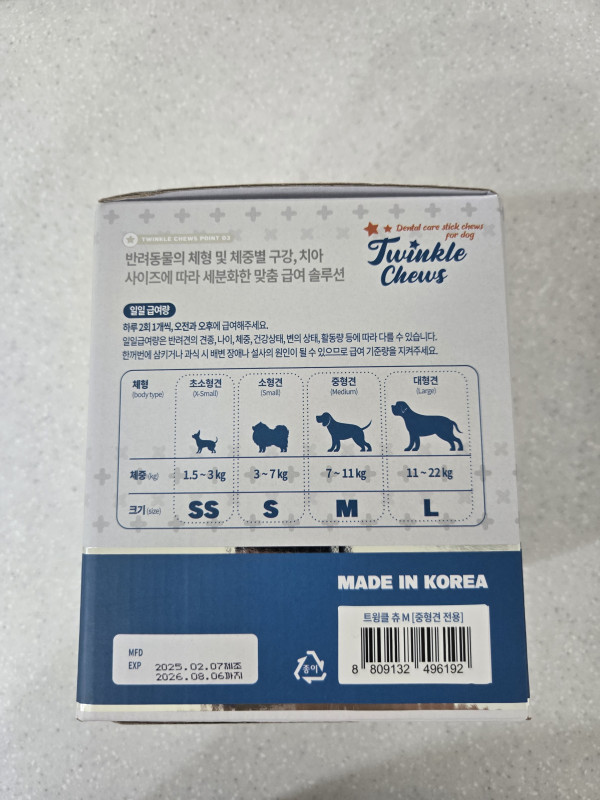 TWINKLE CHEWS POINT 03
반려동물의 체형 및 체중별 구강, 치아
사이즈에 따라 세분화한 맞춤 급여 솔루션
Dental care stick chews
for dog
Twinkle
Chews
일일 급여량
하루 2회 1개씩, 오전과 오후에 급여해주세요.
일일급여량은 반려견의 견종, 나이, 체중, 건강상태, 변의 상태, 활동량 등에 따라 다를 수 있습니다.
한꺼번에 삼키거나 과식 시 배변 장애나 설사의 원인이 될 수 있으므로 급여 기준량을 지켜주세요.
체형 초소형견 소형견 중형견 대형견
(body type) (X-Small) (Small) (Medium) (Large)
체중(kg) 1.5 ~ 3 kg 3 ~ 7 kg 7 ~ 11 kg 11 ~ 22 kg
크기(size) SS S M L
MADE IN KOREA
트윙클 츄 M [중형견 전용]
8 809132 496192
MFD
EXP
2025.02.07제조
2026.08.06까지
종이